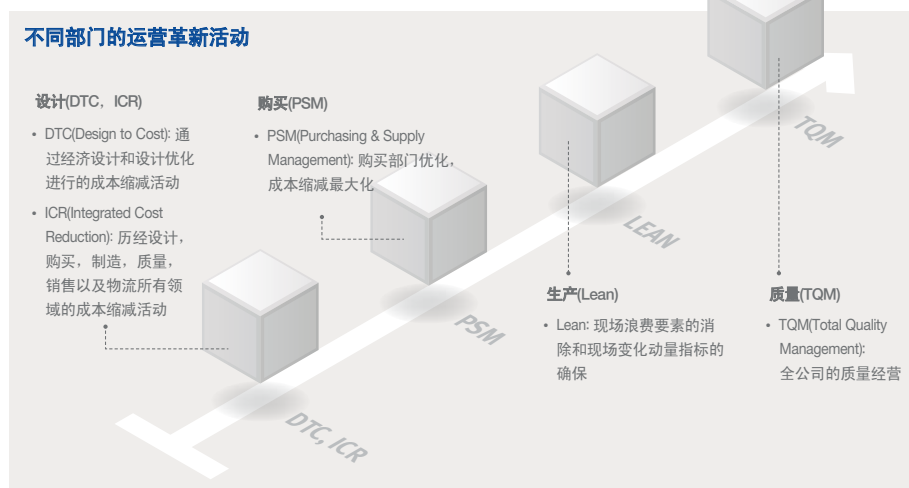 不同部门的运营革新活动
设计(DTC, ICR)
• DTC(Design to Cost): 通
过经济设计和设计优化
进行的成本缩减活动
• ICR(Integrated Cost
Reduction): 历经设计，
购买，制造，质量，
销售以及物流所有领
域的成本缩减活动
购买(PSM)
• PSM(Purchasing & Supply
Management): 购买部门优化，
成本缩减最大化
生产(Lean)
• Lean: 现场浪费要素的消
除和现场变化动量指标的
确保
质量(TQM)
• TQM(Total Quality
Management):
全公司的质量经营
DTC, ICR
PSM
LEAN
TQM